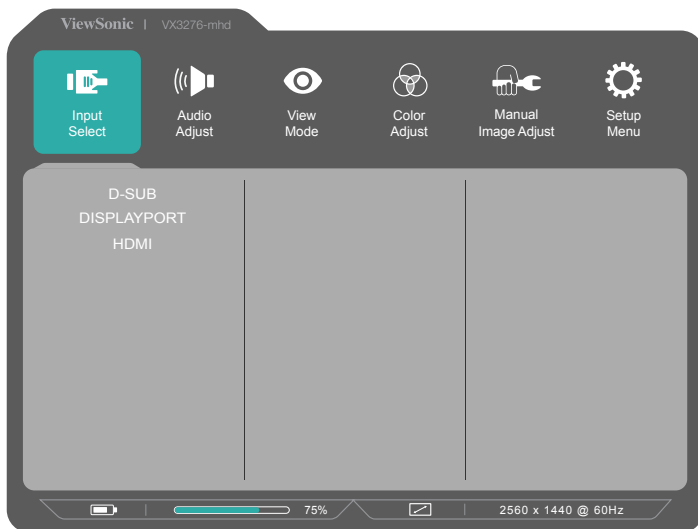 ViewSonic | VX3276-mhd
Input
Select
Audio
Adjust
View
Mode
Color
Adjust
Manual
Image Adjust
Setup
Menu
D-SUB
DISPLAYPORT
HDMI
75%
2560 x 1440 @ 60Hz